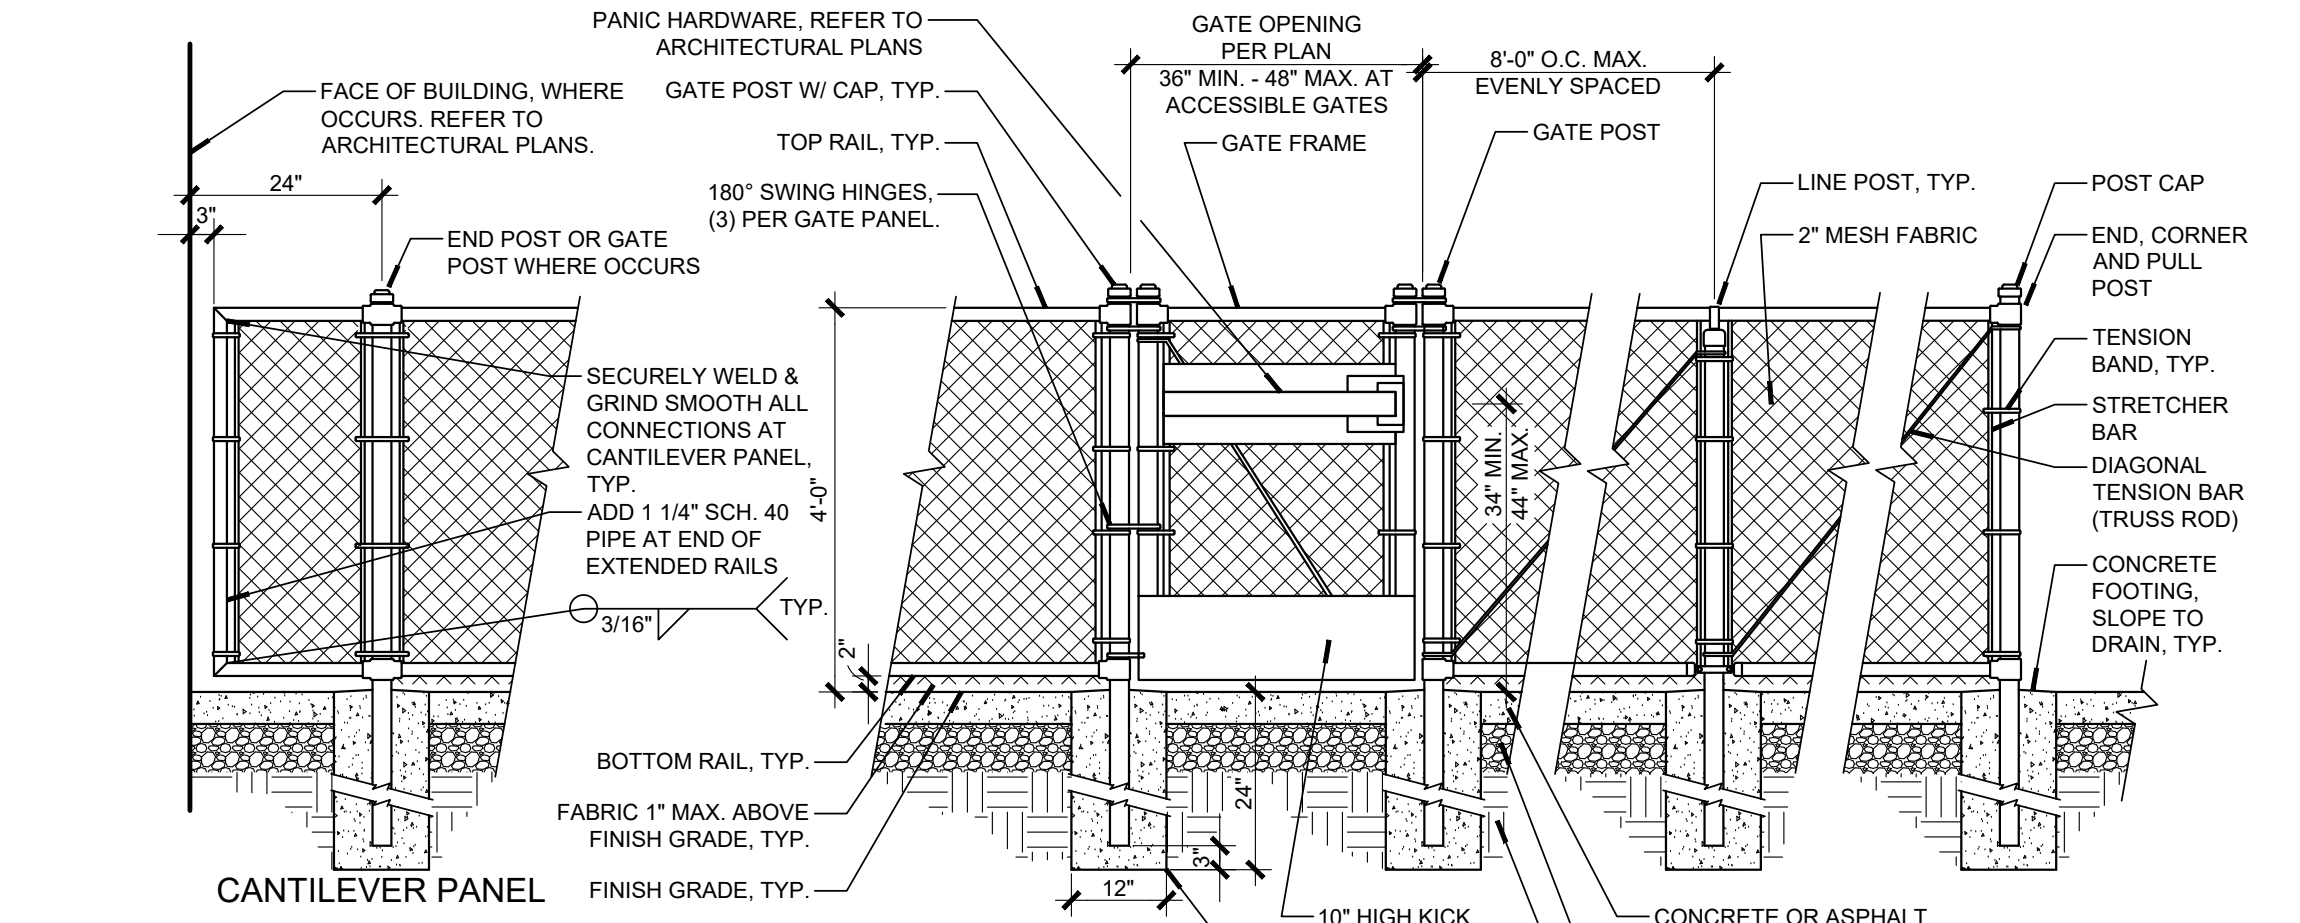 PANIC HARDWARE, REFER TO
ARCHITECTURAL PLANS
GATE OPENING
PER PLAN
36" MIN. - 48" MAX. AT
ACCESSIBLE GATES
8'-0" O.C. MAX.
EVENLY SPACED
FACE OF BUILDING, WHERE
OCCURS. REFER TO
ARCHITECTURAL PLANS.
GATE POST W/ CAP, TYP.
TOP RAIL, TYP.
GATE FRAME
GATE POST
180° SWING HINGES,
(3) PER GATE PANEL.
24"
3"
END POST OR GATE
POST WHERE OCCURS
LINE POST, TYP.
2" MESH FABRIC
POST CAP
END, CORNER
AND PULL
POST
TENSION
BAND, TYP.
STRETCHER
BAR
DIAGONAL
TENSION BAR
(TRUSS ROD)
CONCRETE
FOOTING,
SLOPE TO
DRAIN, TYP.
SECURELY WELD &
GRIND SMOOTH ALL
CONNECTIONS AT
CANTILEVER PANEL,
TYP.
ADD 1 1/4" SCH. 40
PIPE AT END OF
EXTENDED RAILS
3/16"
TYP.
4'-0"
2"
34" MIN.
44" MAX.
BOTTOM RAIL, TYP.
FABRIC 1" MAX. ABOVE
FINISH GRADE, TYP.
FINISH GRADE, TYP.
24"
3"
12"
CANTILEVER PANEL
10" HIGH KICK
CONCRETE OR ASPHALT